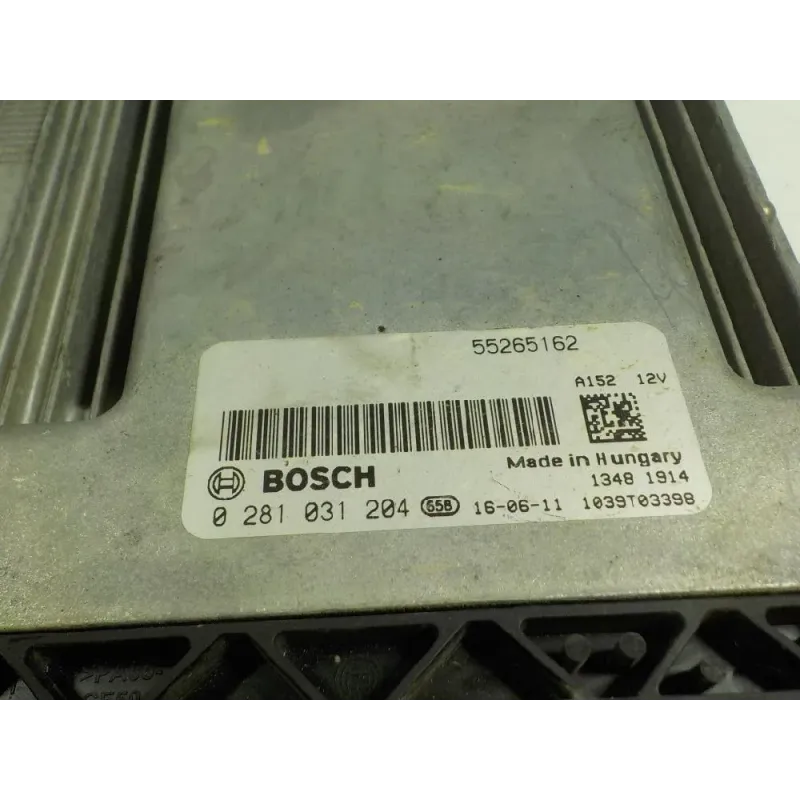 55265162
A152 12V
Made in Hungary
BOSCH
1348 1914
0 281 031 204 658 16-06-11 1039T03398